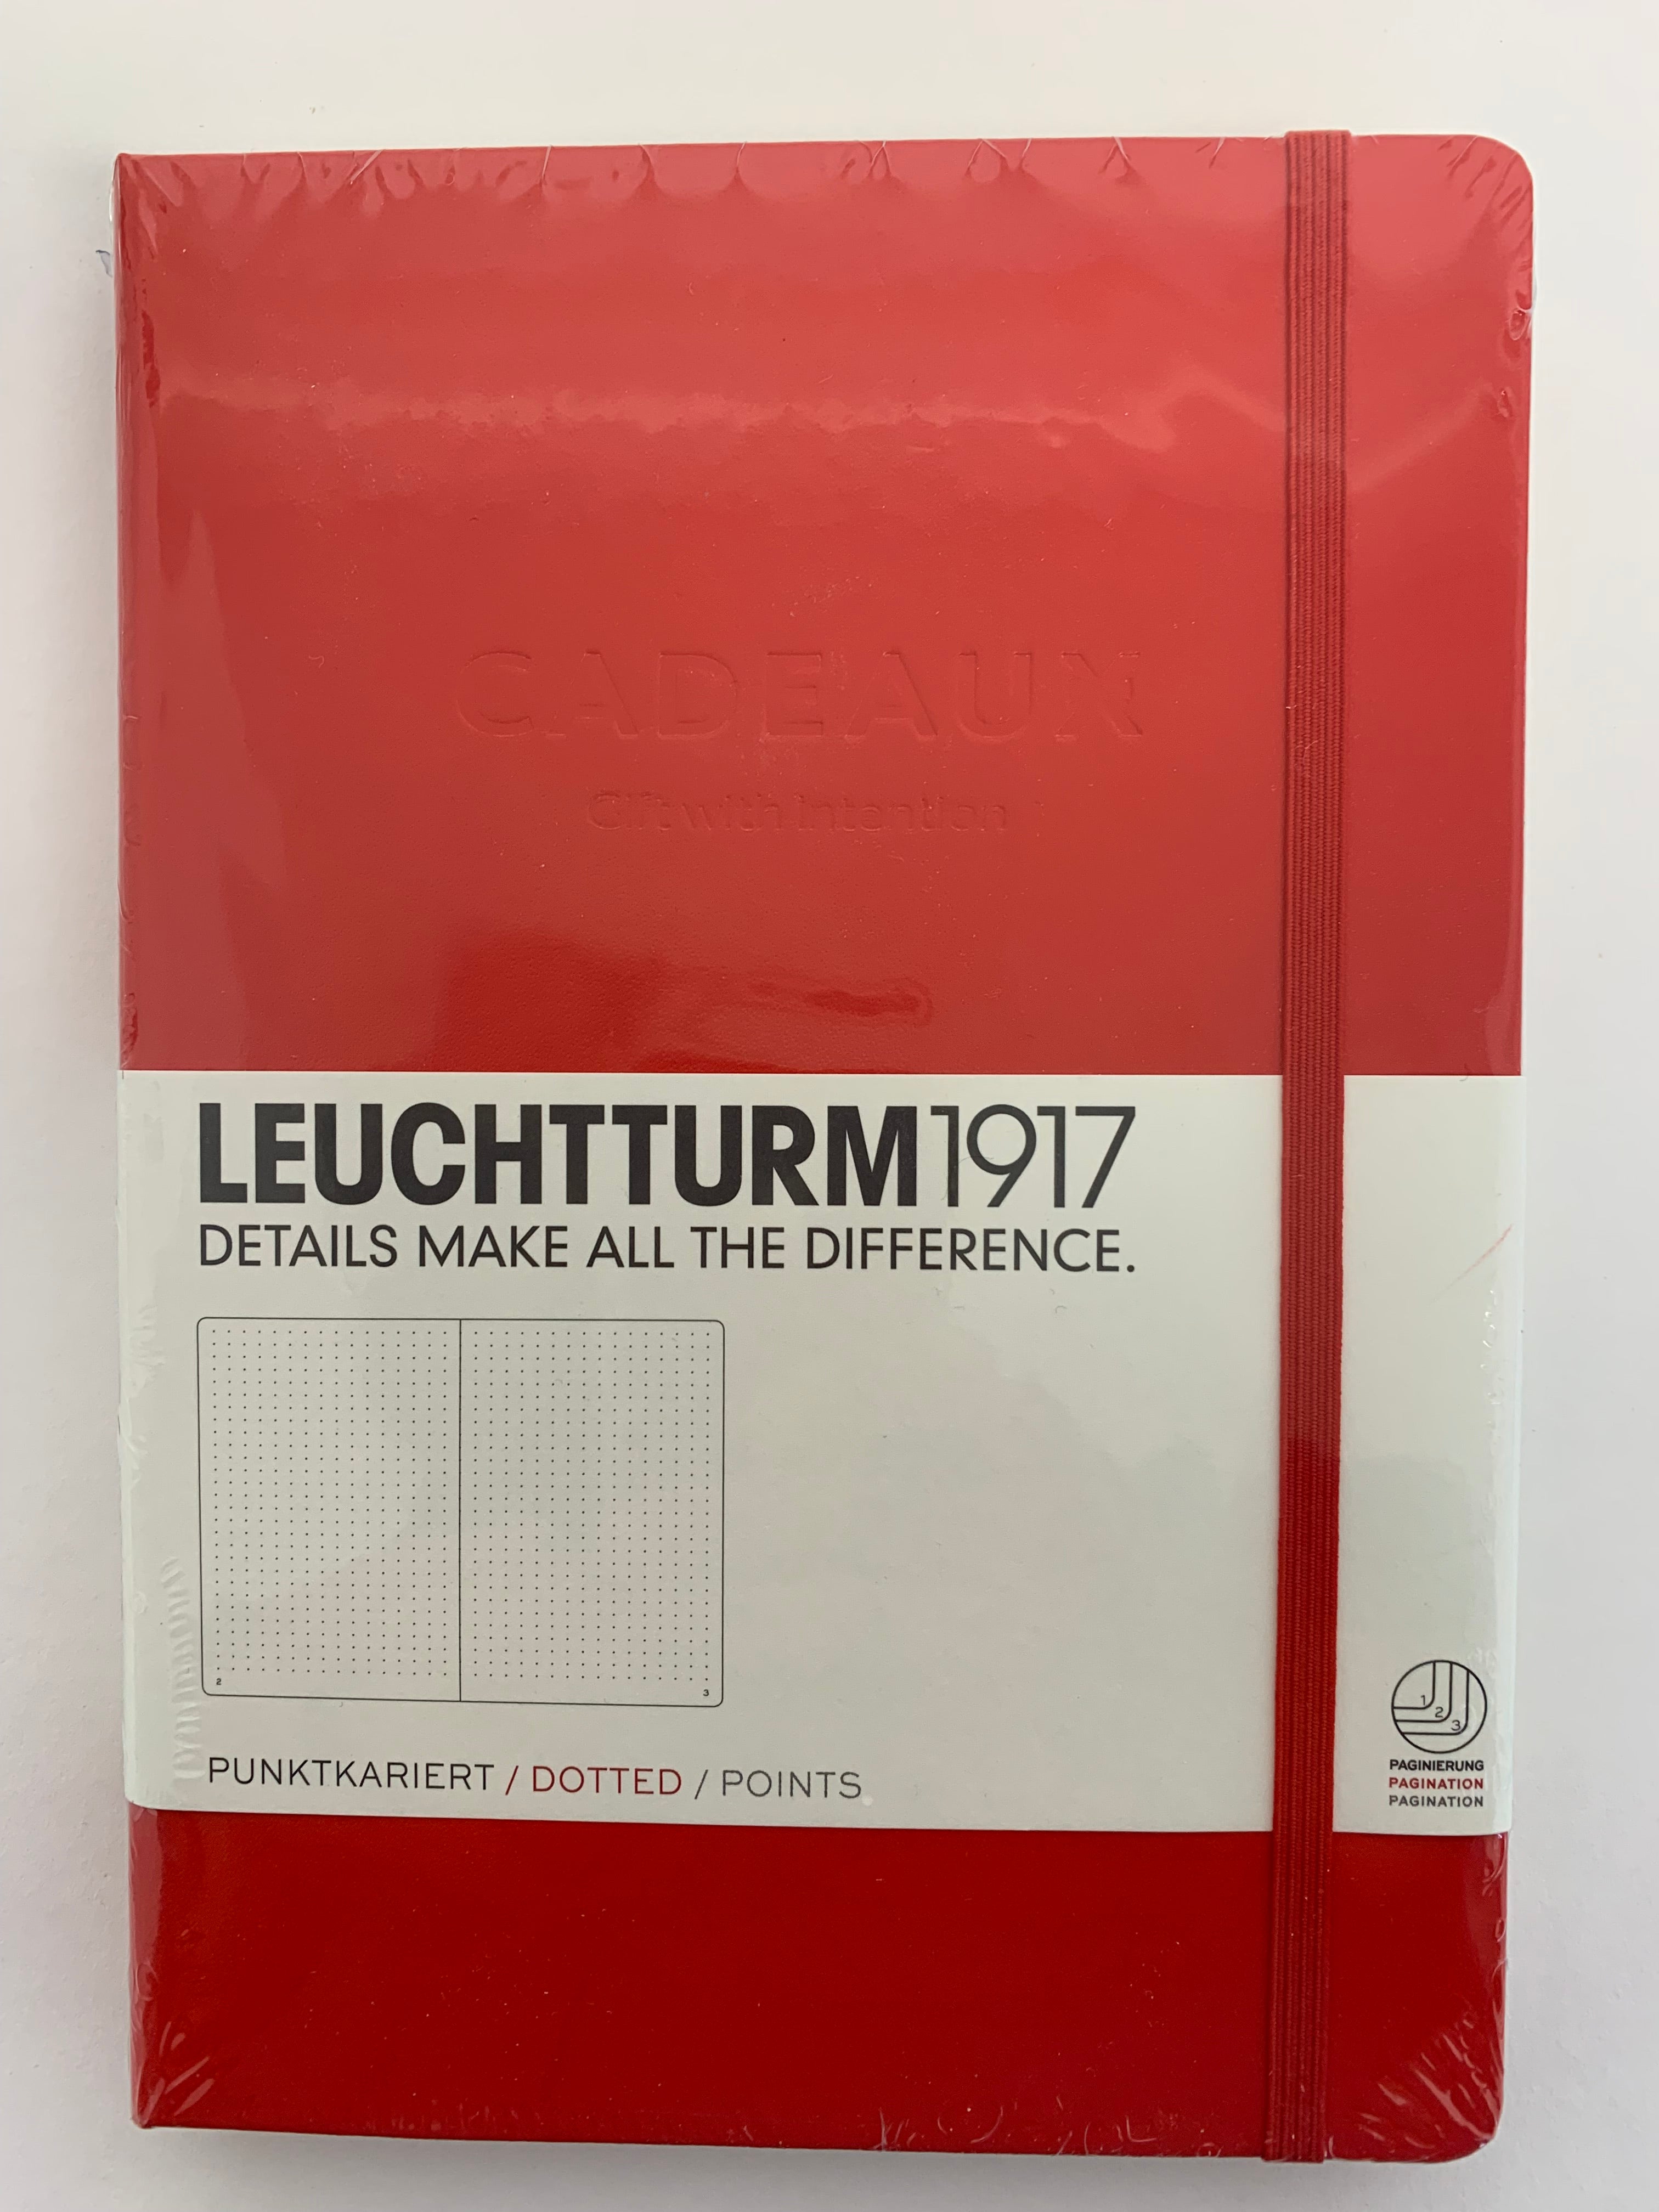 CADEAUX
Gift with intention
LEUCHTTURM1917
DETAILS MAKE ALL THE DIFFERENCE.
2
3
PUNKTKARIERT / DOTTED / POINTS
1
2
3
PAGINIERUNG
PAGINATION
PAGINATION